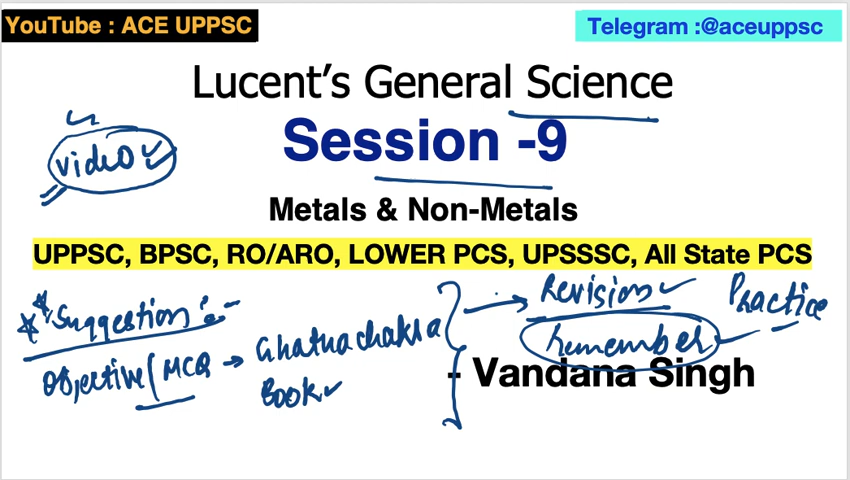 YouTube : ACE UPPSC
Telegram :@aceuppsc
Lucent's General Science
Session -9
video
Metals & Non-Metals
UPPSC, BPSC, RO/ARO, LOWER PCS, UPSSSC, All State PCS
Suggestion :-
Revision
Practice
Objective/MCQ → Ghatnachakra
Book
Remember
- Vandana Singh